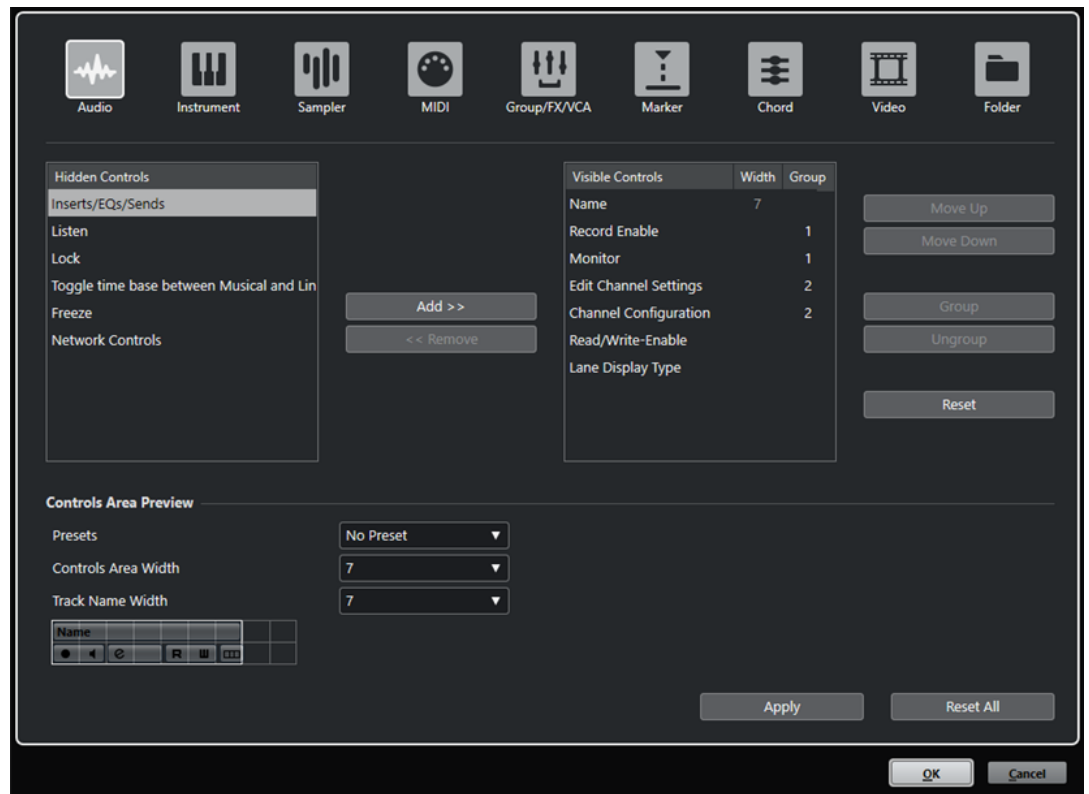 Audio
Instrument
Sampler
MIDI
Group/FX/VCA
Marker
Chord
Video
Folder
Hidden Controls
Inserts/EQs/Sends
Listen
Lock
Toggle time base between Musical and Lin
Freeze
Network Controls
Add >>
<< Remove
Visible Controls Width Group
Name 7
Record Enable 1
Monitor 1
Edit Channel Settings 2
Channel Configuration 2
Read/Write-Enable
Lane Display Type
Move Up
Move Down
Group
Ungroup
Reset
Controls Area Preview
Presets No Preset
Controls Area Width 7
Track Name Width 7
Name
e R W
Apply
Reset All
OK
Cancel